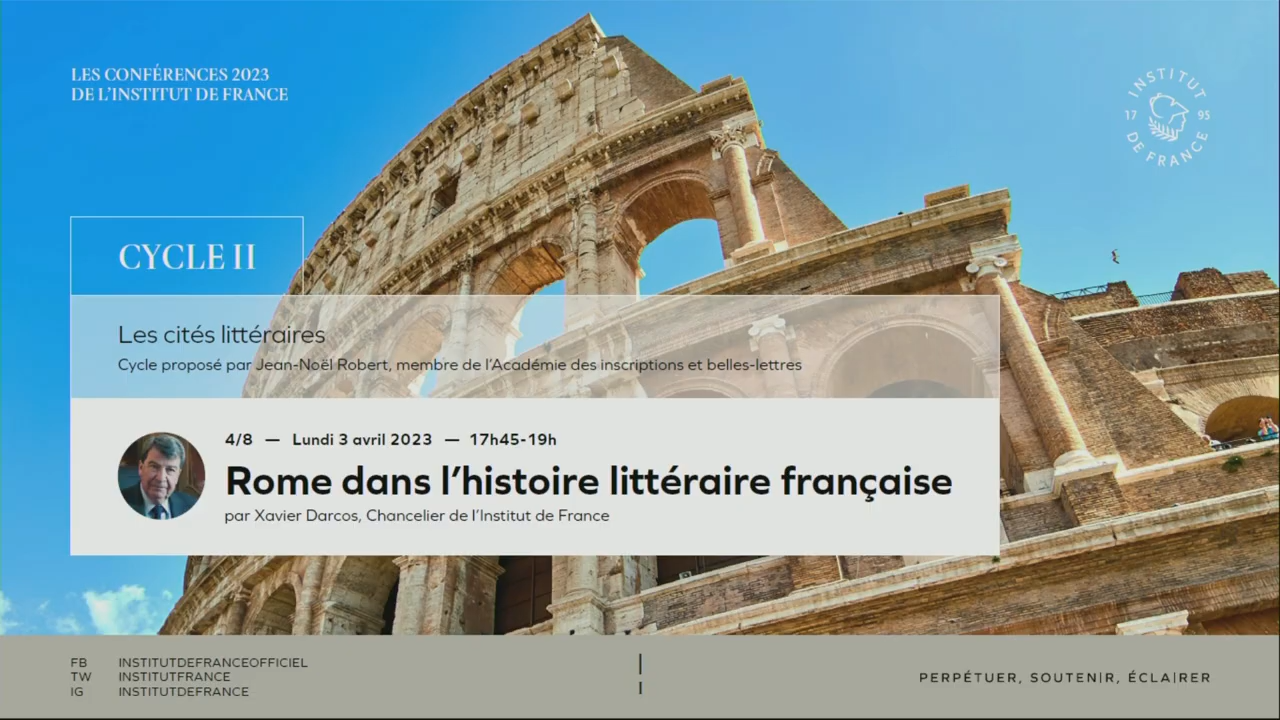 LES CONFÉRENCES 2023
DE L'INSTITUT DE FRANCE
INSTITUT
17 95
DE FRANCE
CYCLE II
Les cités littéraires
Cycle proposé par Jean-Noël Robert, membre de l'Académie des inscriptions et belles-lettres
4/8 — Lundi 3 avril 2023 — 17h45-19h
Rome dans l'histoire littéraire française
par Xavier Darcos, Chancelier de l'Institut de France
FB INSTITUTDEFRANCEOFFICIEL
TW INSTITUTFRANCE
IG INSTITUTDEFRANCE
PERPÉTUER, SOUTENIR, ÉCLAIRER